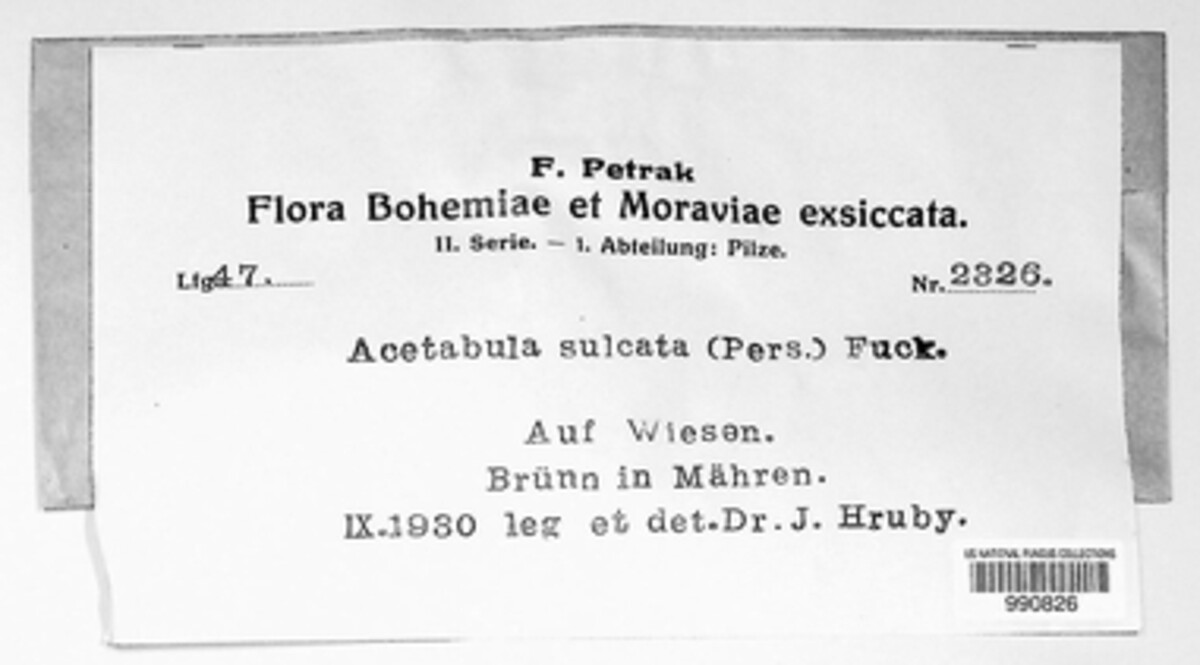 F. Petrak
Flora Bohemiae et Moraviae exsiccata.
II. Serie. — 1. Abteilung: Pilze.
Lfg 47.
Nr. 2326.
Acetabula sulcata (Pers.) Fuck.
Auf Wiesen.
Brünn in Mähren.
IX.1930 leg et det. Dr. J. Hruby.
US NATIONAL FUNGUS COLLECTIONS
990826